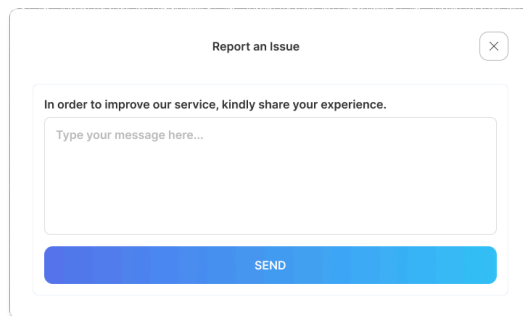 Report an Issue
In order to improve our service, kindly share your experience.
Type your message here...
SEND